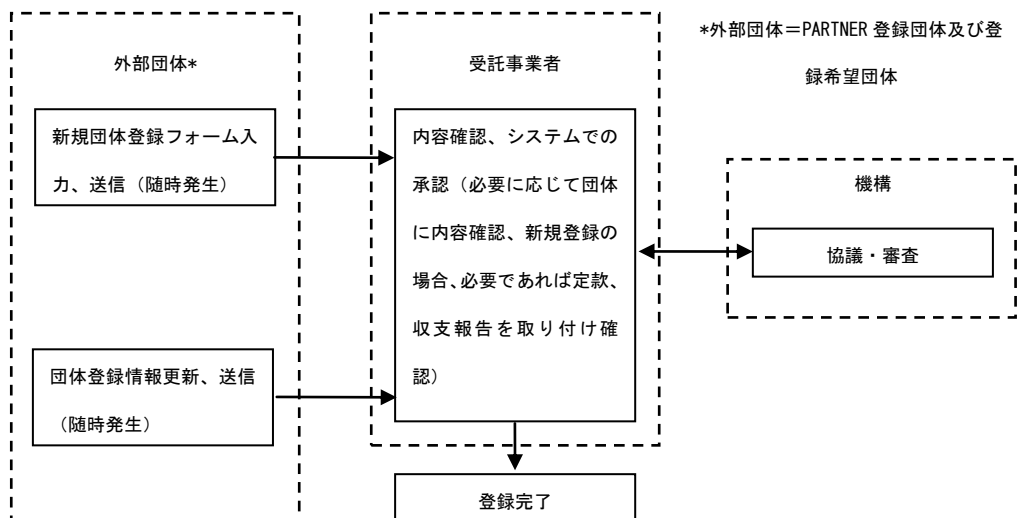 外部団体*
新規団体登録フォーム入
力、送信（随時発生）
団体登録情報更新、送信
（随時発生）
受託事業者
内容確認、システムでの
承認（必要に応じて団体
に内容確認、新規登録の
場合、必要であれば定款、
収支報告を取り付け確
認）
登録完了
*外部団体＝PARTNER 登録団体及び登
録希望団体
機構
協議・審査